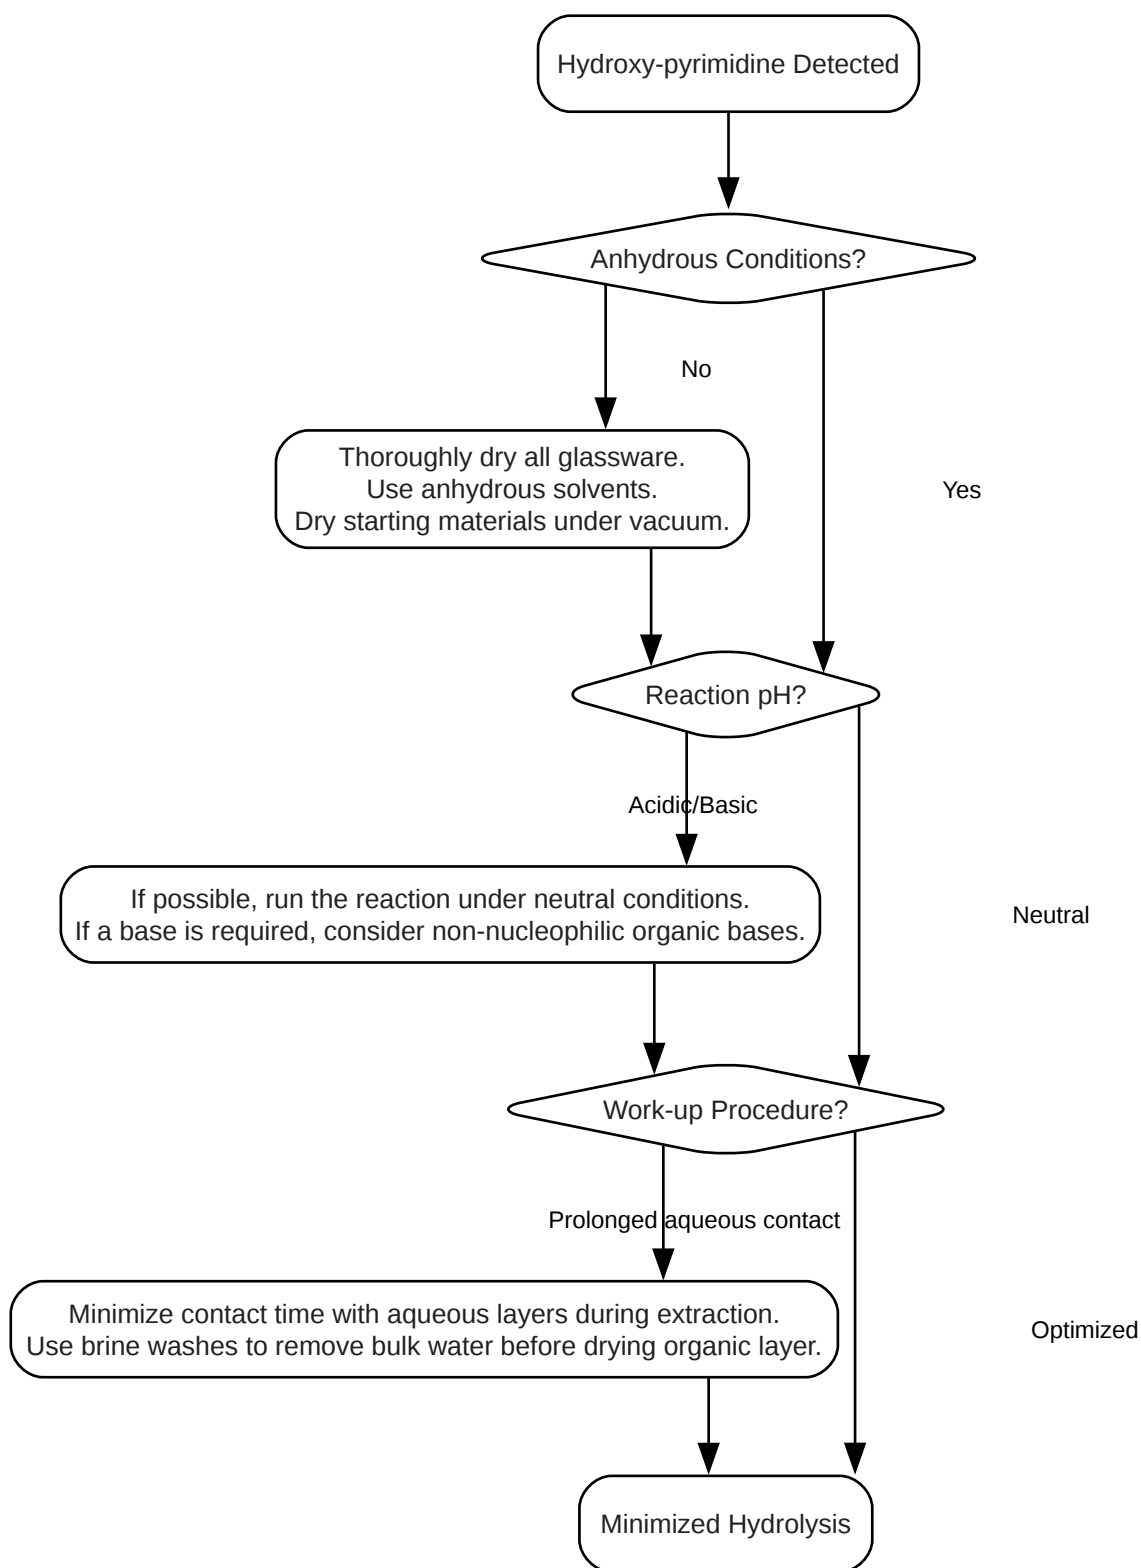 Hydroxy-pyrimidine Detected
Anhydrous Conditions?
No
Thoroughly dry all glassware.
Use anhydrous solvents.
Dry starting materials under vacuum.
Yes
Reaction pH?
Acidic/Basic
If possible, run the reaction under neutral conditions.
If a base is required, consider non-nucleophilic organic bases.
Neutral
Work-up Procedure?
Prolonged aqueous contact
Minimize contact time with aqueous layers during extraction.
Use brine washes to remove bulk water before drying organic layer.
Optimized
Minimized Hydrolysis